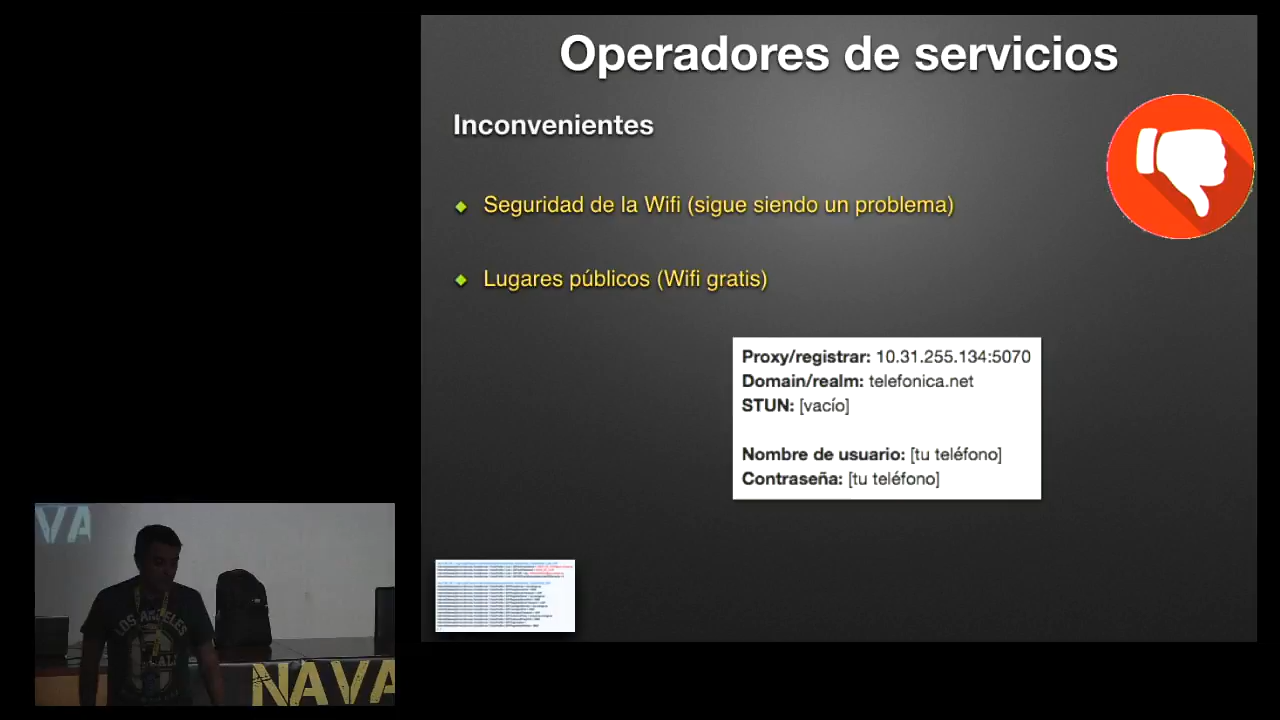 Operadores de servicios
Inconvenientes
Seguridad de la Wifi (sigue siendo un problema)
Lugares públicos (Wifi gratis)
Proxy/registrar: 10.31.255.134:5070
Domain/realm: telefonica.net
STUN: [vacío]
Nombre de usuario: [tu teléfono]
Contraseña: [tu teléfono]
VA
LOS ANGELES
NAVA